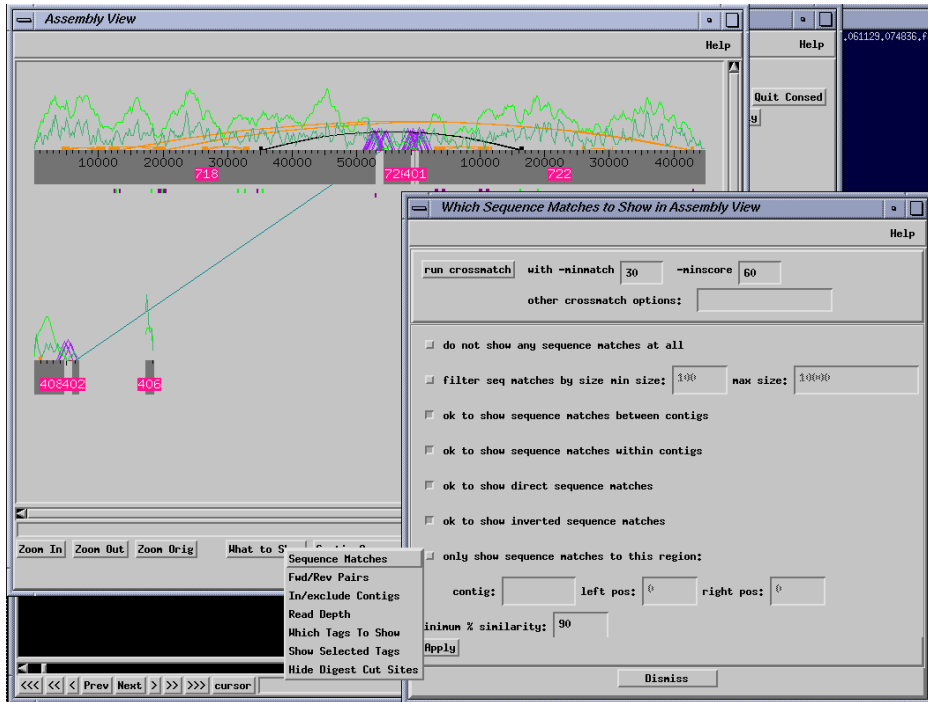 Assembly View
Help
Help
.061129.074836.f
Quit Consed
y
10000 20000 30000 40000 50000 10000 20000 30000 40000
718 401 722
Which Sequence Matches to Show in Assembly View
Help
run crossmatch with -minmatch 30 -minscore 60
other crossmatch options:
do not show any sequence matches at all
filter seq matches by size min size: 100 max size: 10000
408 402 406
ok to show sequence matches between contigs
ok to show sequence matches within contigs
ok to show direct sequence matches
ok to show inverted sequence matches
only show sequence matches to this region:
contig: left pos: 0 right pos: 0
inimum % similarity: 90
Apply
Dismiss
Zoom In Zoom Out Zoom Orig What to S
Sequence Matches
Fwd/Rev Pairs
In/exclude Contigs
Read Depth
Which Tags To Show
Show Selected Tags
Hide Digest Cut Sites
<<< << < Prev Next > >> >>> cursor